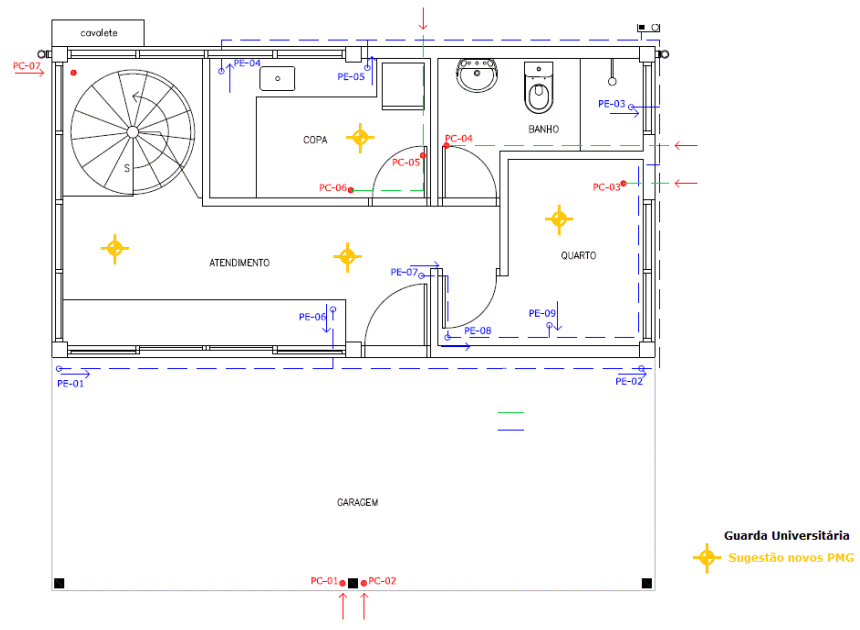 cavalete
PE-04
PE-05
PC-07
PE-03
COPA
BANHO
PC-04
PC-05
S
PC-06
PC-03
ATENDIMENTO
QUARTO
PE-07
PE-06
PE-09
PE-08
PE-01
PE-02
GARAGEM
Guarda Universitária
Sugestão novos PMG
PC-01
PC-02